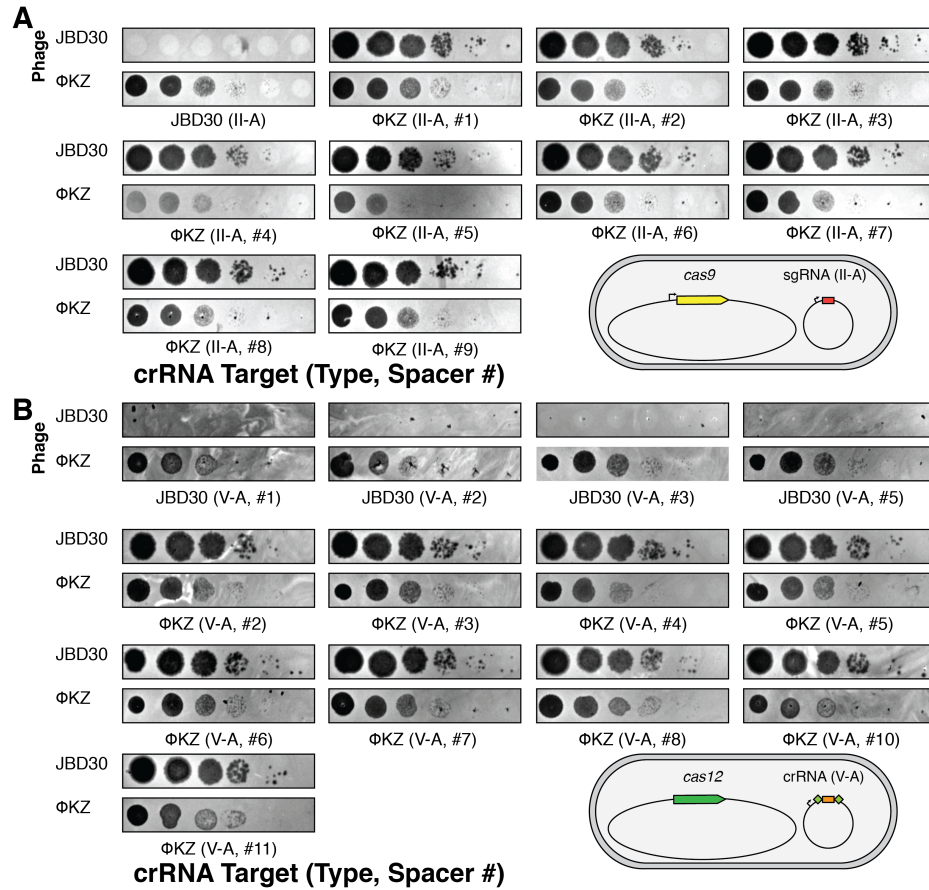 A
Phage
JBD30
ΦKZ
JBD30 (II-A)
ΦKZ (II-A, #1)
ΦKZ (II-A, #2)
ΦKZ (II-A, #3)
JBD30
ΦKZ
ΦKZ (II-A, #4)
ΦKZ (II-A, #5)
ΦKZ (II-A, #6)
ΦKZ (II-A, #7)
JBD30
ΦKZ
ΦKZ (II-A, #8)
ΦKZ (II-A, #9)
cas9
sgRNA (II-A)
crRNA Target (Type, Spacer #)
B
Phage
JBD30
ΦKZ
JBD30 (V-A, #1)
JBD30 (V-A, #2)
JBD30 (V-A, #3)
JBD30 (V-A, #5)
JBD30
ΦKZ
ΦKZ (V-A, #2)
ΦKZ (V-A, #3)
ΦKZ (V-A, #4)
ΦKZ (V-A, #5)
JBD30
ΦKZ
ΦKZ (V-A, #6)
ΦKZ (V-A, #7)
ΦKZ (V-A, #8)
ΦKZ (V-A, #10)
JBD30
ΦKZ
ΦKZ (V-A, #11)
cas12
crRNA (V-A)
crRNA Target (Type, Spacer #)